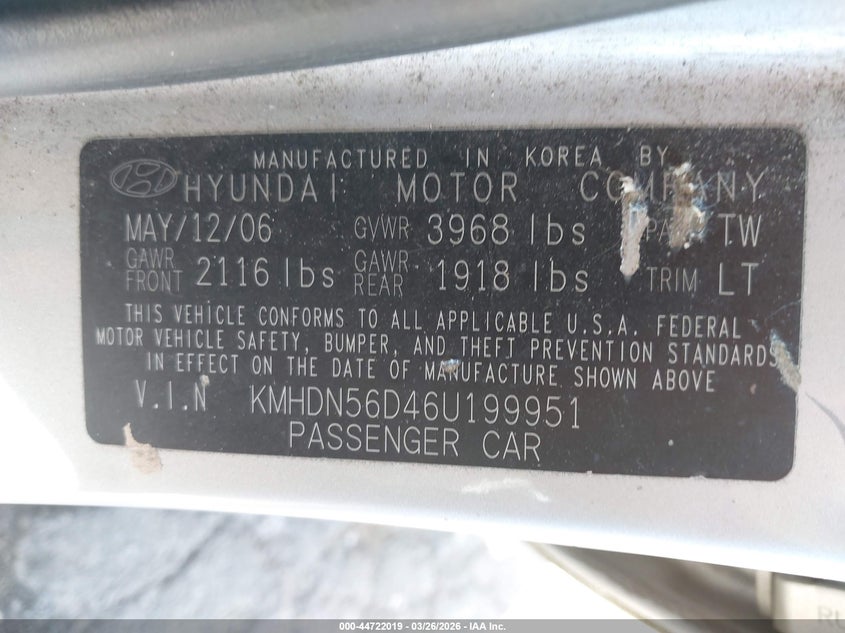 MANUFACTURED IN KOREA BY
HYUNDAI MOTOR COMPANY
MAY/12/06 GVWR 3968 lbs TW
GAWR FRONT 2116 lbs GAWR REAR 1918 lbs TRIM LT
THIS VEHICLE CONFORMS TO ALL APPLICABLE U.S.A. FEDERAL
MOTOR VEHICLE SAFETY, BUMPER, AND THEFT PREVENTION STANDARDS
IN EFFECT ON THE DATE OF MANUFACTURE SHOWN ABOVE
V.I.N KMHDN56D46U199951
PASSENGER CAR
000-44722019 | 03/26/2026 - IAA Inc.